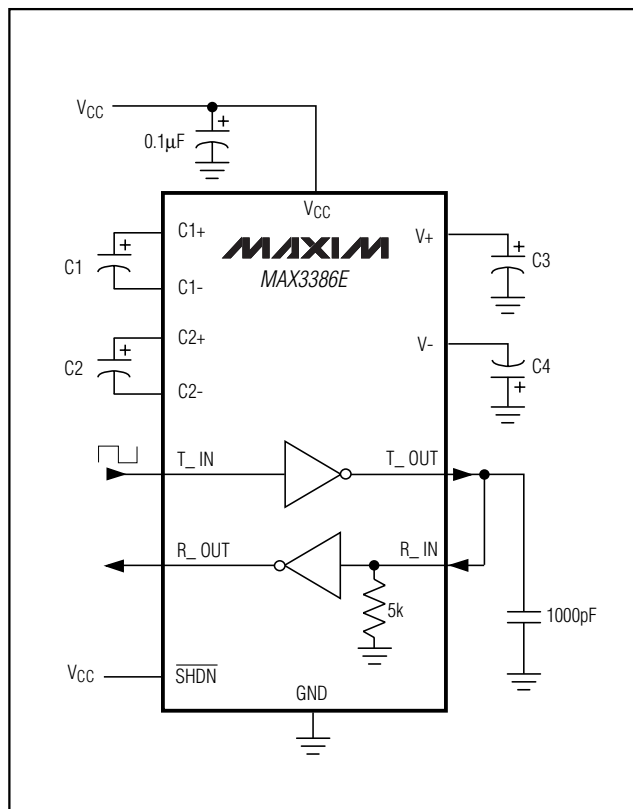 VCC
0.1µF
VCC
C1+
V+
MAXIM
C1
C3
MAX3386E
C1-
C2+
V-
C2
C4
C2-
T_ IN
T_ OUT
R_ OUT
R_ IN
5k
1000pF
VCC
SHDN
GND